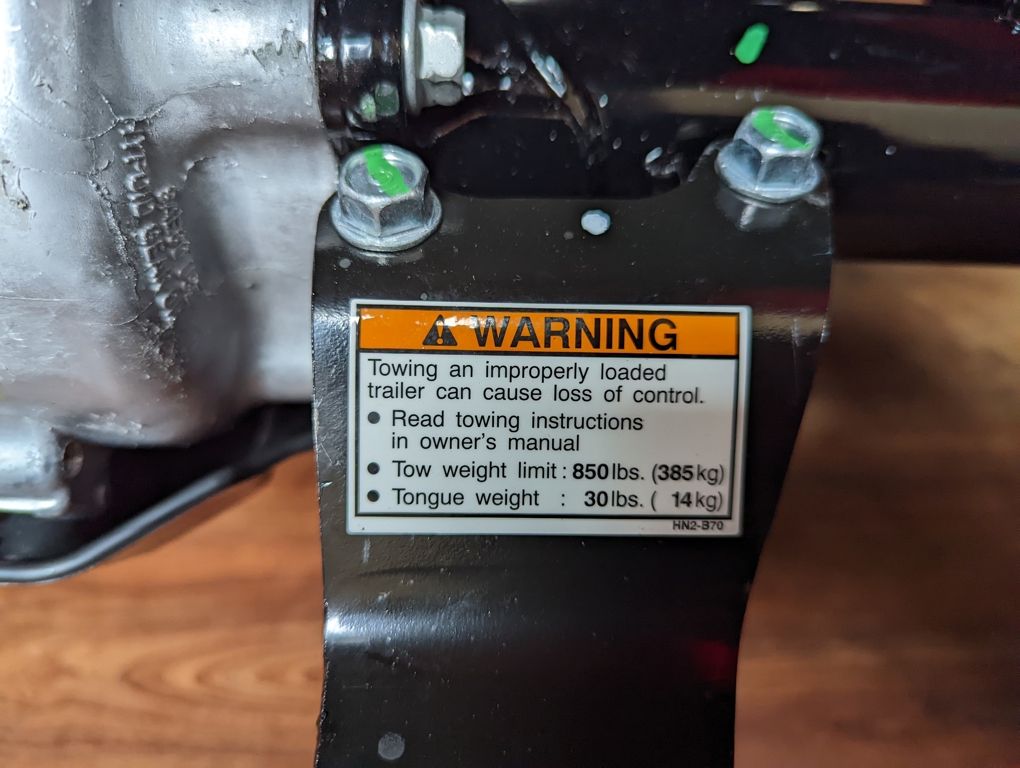 WARNING
Towing an improperly loaded
trailer can cause loss of control.
● Read towing instructions
in owner's manual
● Tow weight limit : 850 lbs. (385 kg)
● Tongue weight : 30 lbs. ( 14 kg)
HN2-B70